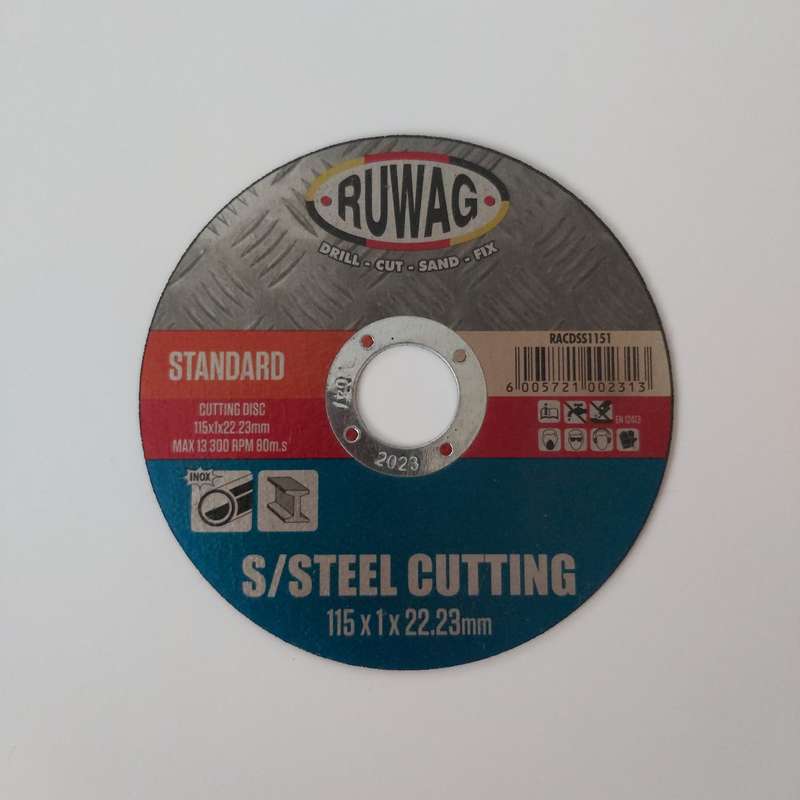 RUWAG
DRILL - CUT - SAND - FIX
RACDSS1151
STANDARD
6 005721 002313
CUTTING DISC
115x1x22.23mm
MAX 13 300 RPM 80m.s
EN 12413
2023
INOX
S/STEEL CUTTING
115 x 1 x 22.23mm